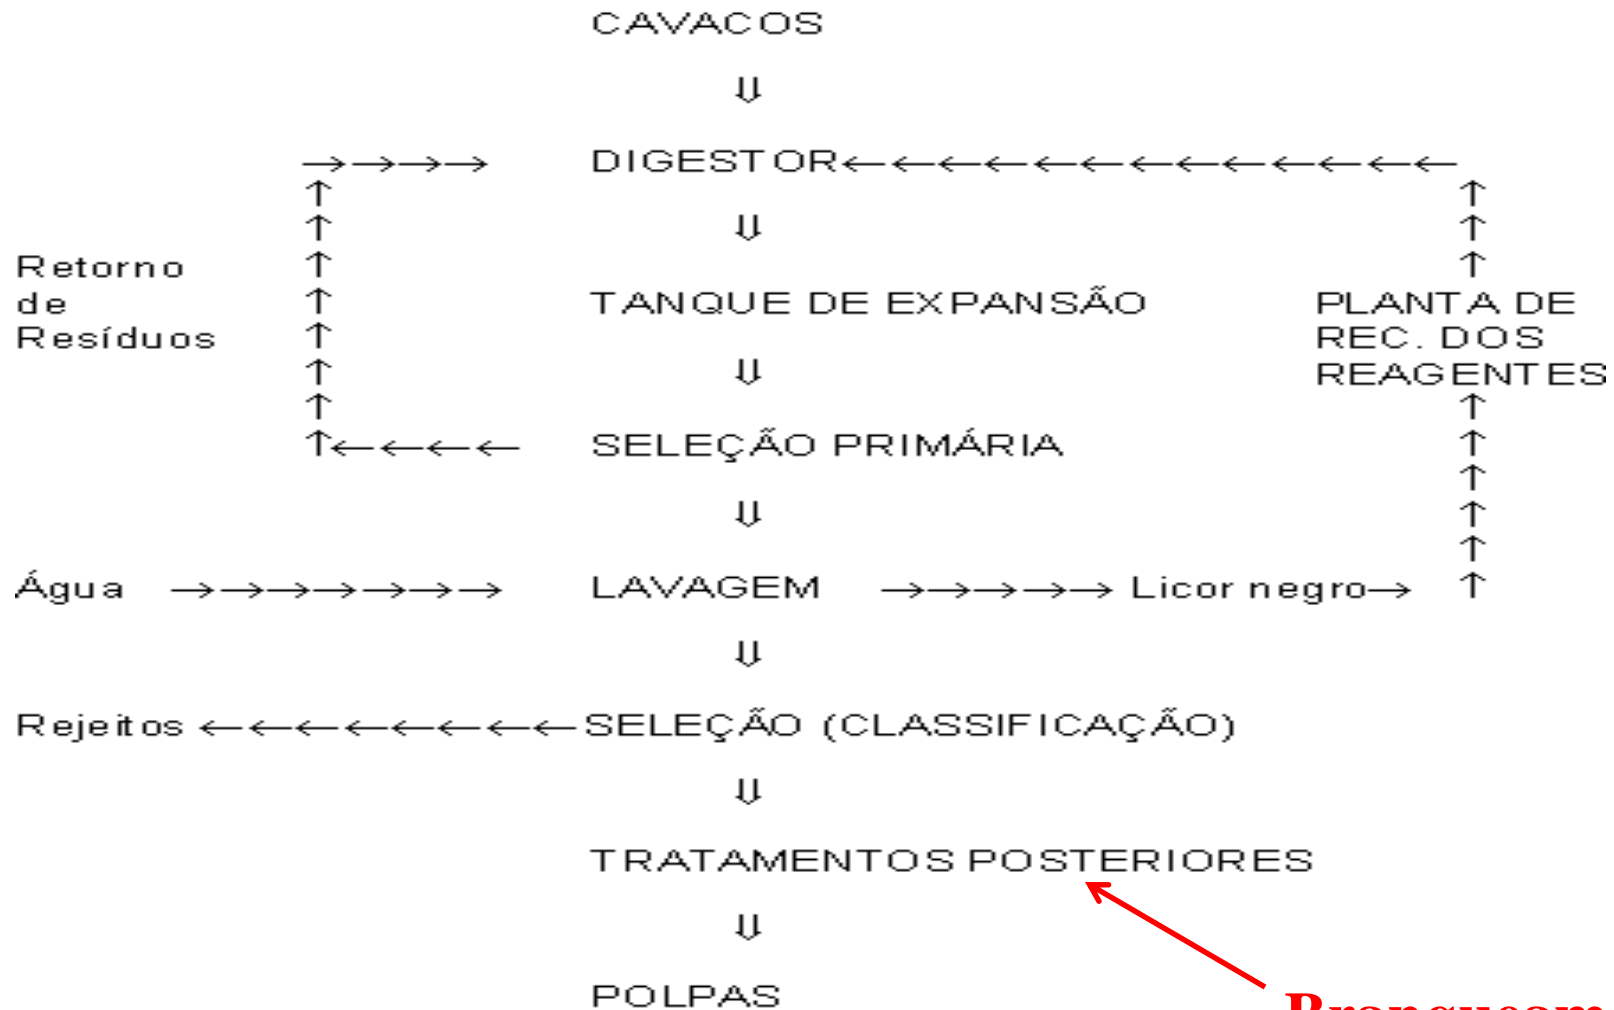 CAVACOS
⇓
→→→→ DIGESTOR←←←←←←←←←←←←←
⇓
Retorno
de
Resíduos
TANQUE DE EXPANSÃO
PLANTA DE
REC. DOS
REAGENTES
⇓
←←←← SELEÇÃO PRIMÁRIA
⇓
Água →→→→→→→ LAVAGEM →→→→→ Licor negro→
⇓
Rejeitos ←←←←←←←←SELEÇÃO (CLASSIFICAÇÃO)
⇓
TRATAMENTOS POSTERIORES
⇓
POLPAS